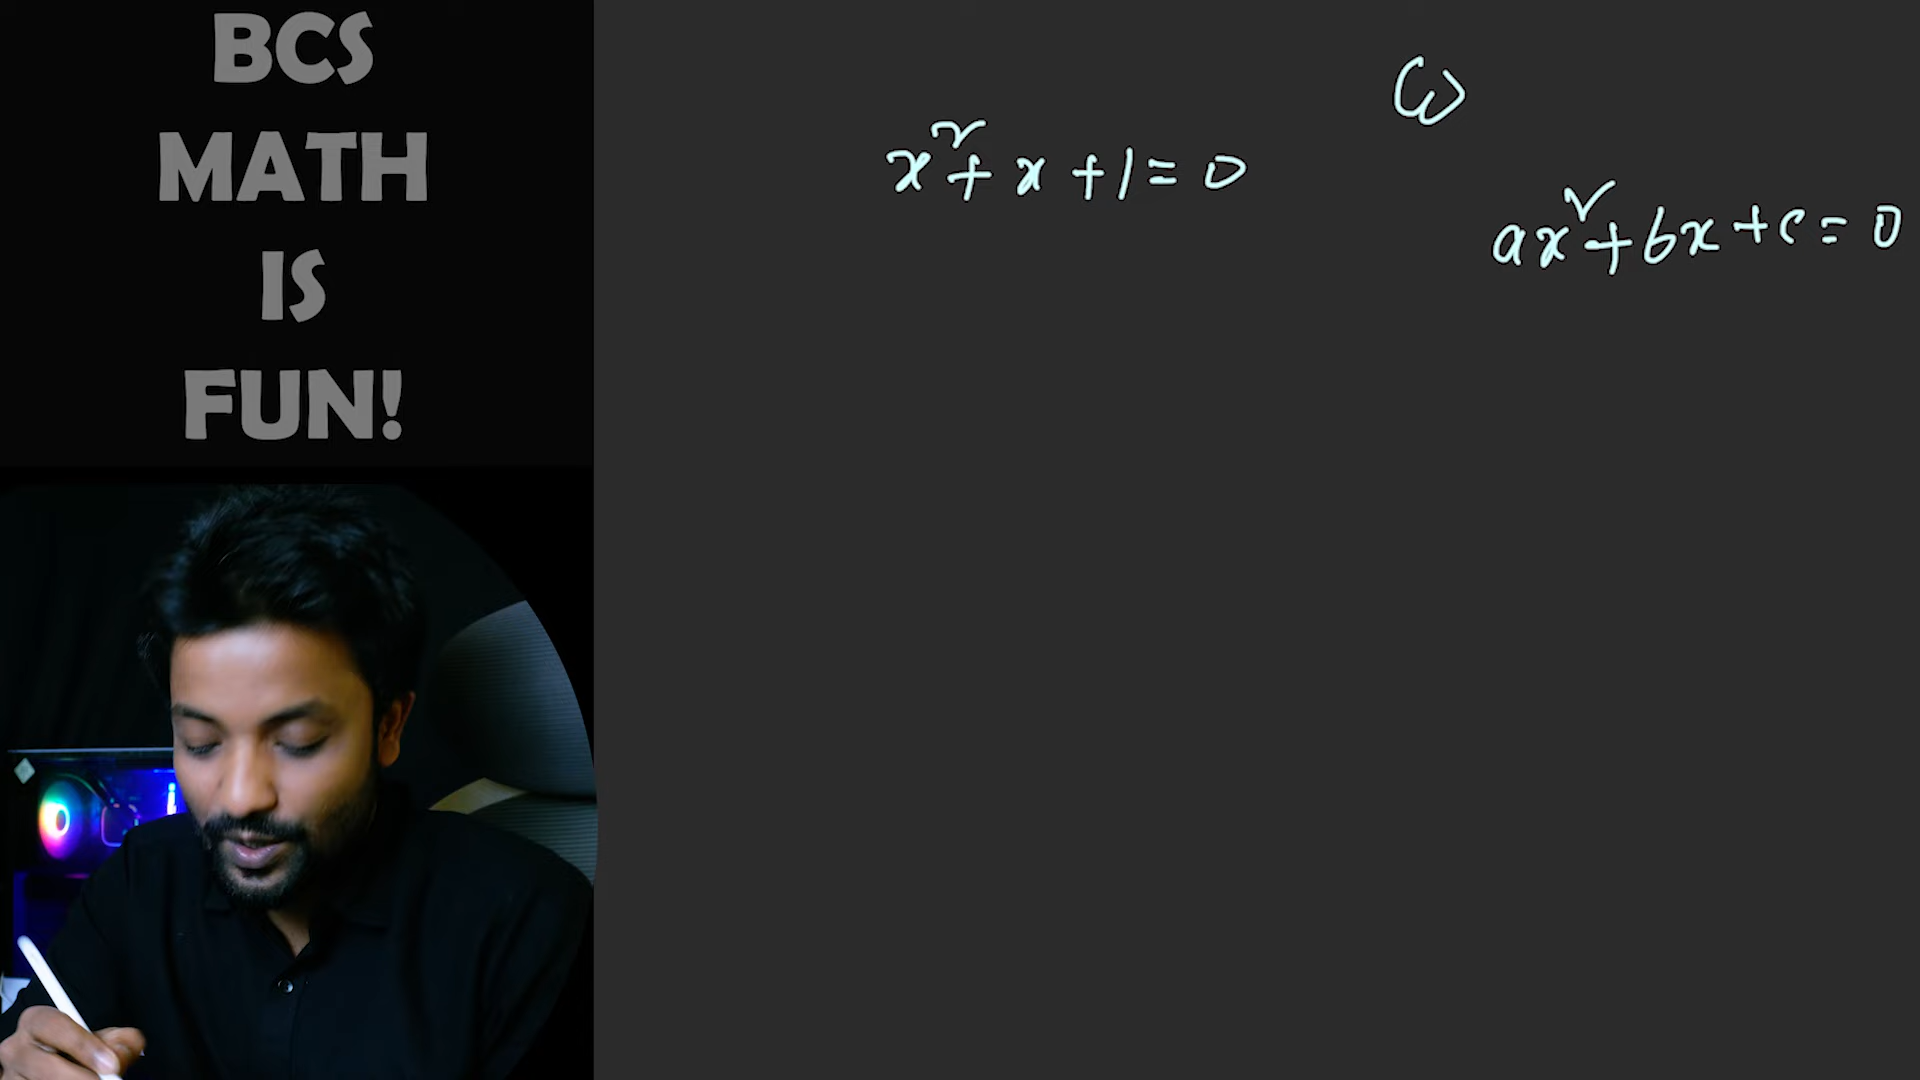 BCS
MATH
IS
FUN!
ω
x²+x+1=0
ax²+bx+c=0